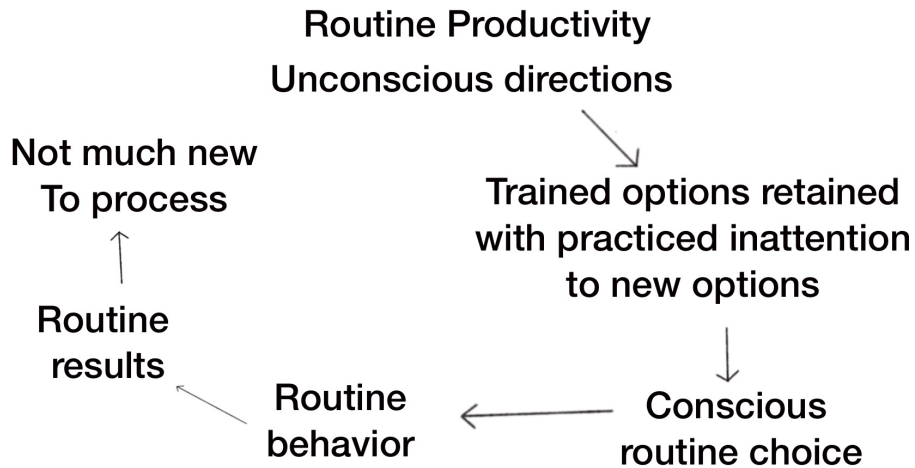 Routine Productivity
Unconscious directions
Trained options retained
with practiced inattention
to new options
Conscious
routine choice
Routine
behavior
Routine
results
Not much new
To process